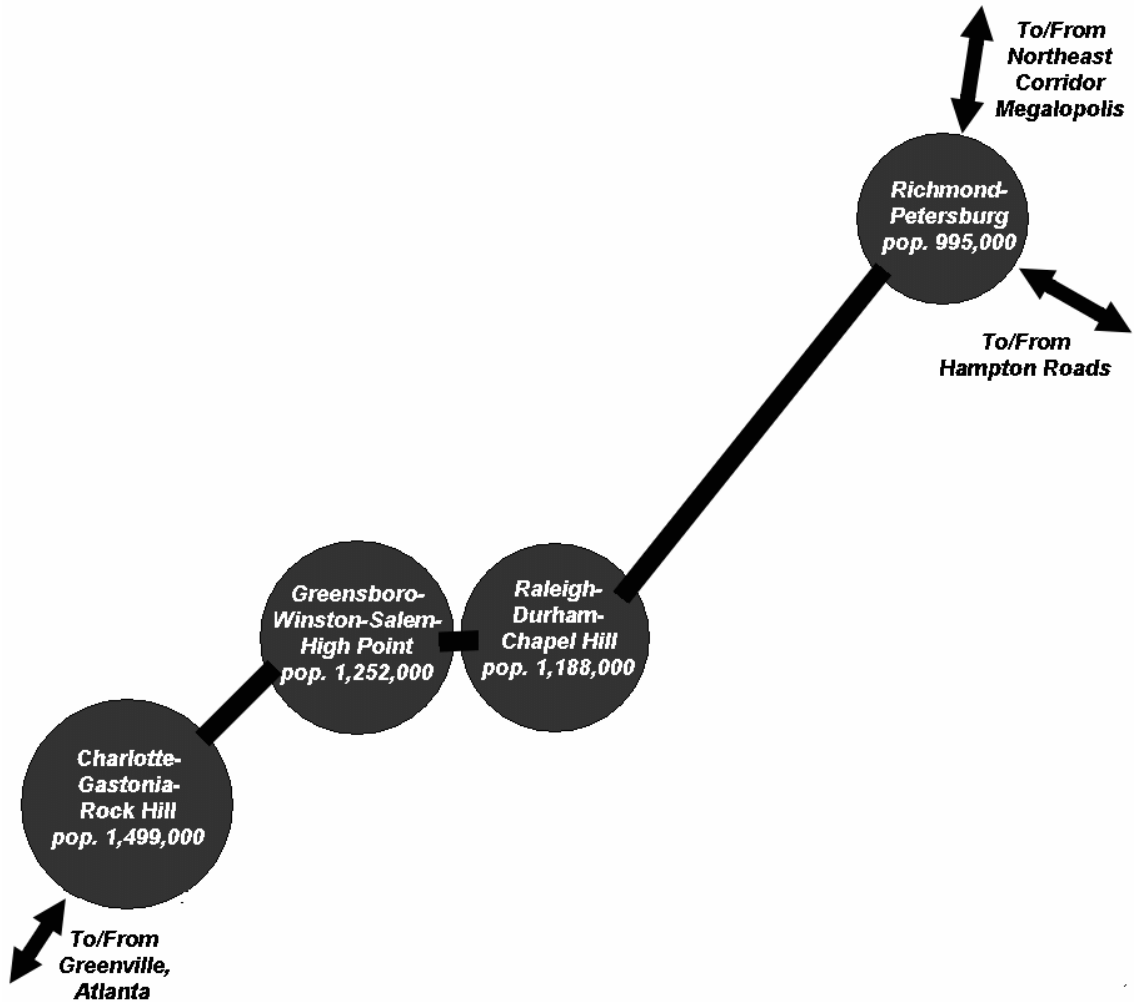 To/From
Northeast
Corridor
Megalopolis
Richmond-
Petersburg
pop. 995,000
To/From
Hampton Roads
Greensboro-
Winston-Salem-
High Point
pop. 1,252,000
Raleigh-
Durham-
Chapel Hill
pop. 1,188,000
Charlotte-
Gastonia-
Rock Hill
pop. 1,499,000
To/From
Greenville,
Atlanta